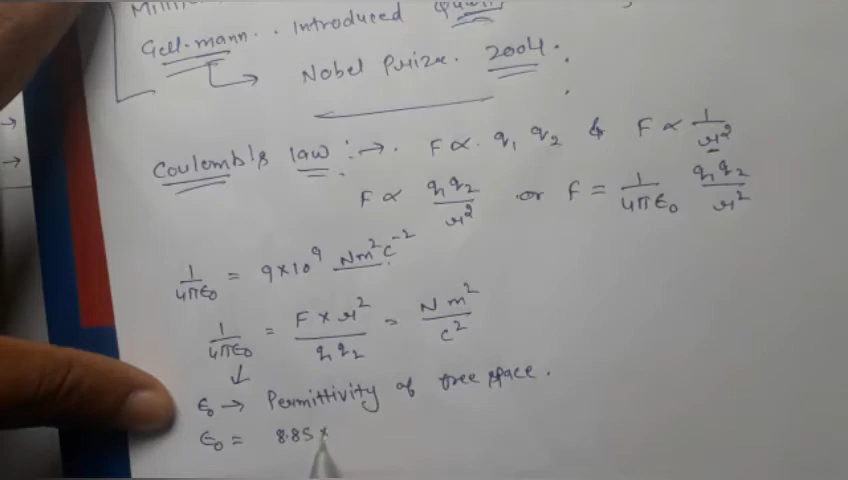 Gell-mann.. Introduced
Nobel Prize. 2004.
Coulomb's law :→. F ∝. q₁ q₂ & F ∝ 1/r²
F ∝ q₁q₂/r² or F = 1/4πε₀ q₁q₂/r²
1/4πε₀ = 9×10⁹ Nm²C⁻²
1/4πε₀ = F × r²/q₁q₂ = N m²/C²
ε₀ → Permittivity of free space.
ε₀ = 8.85 ×